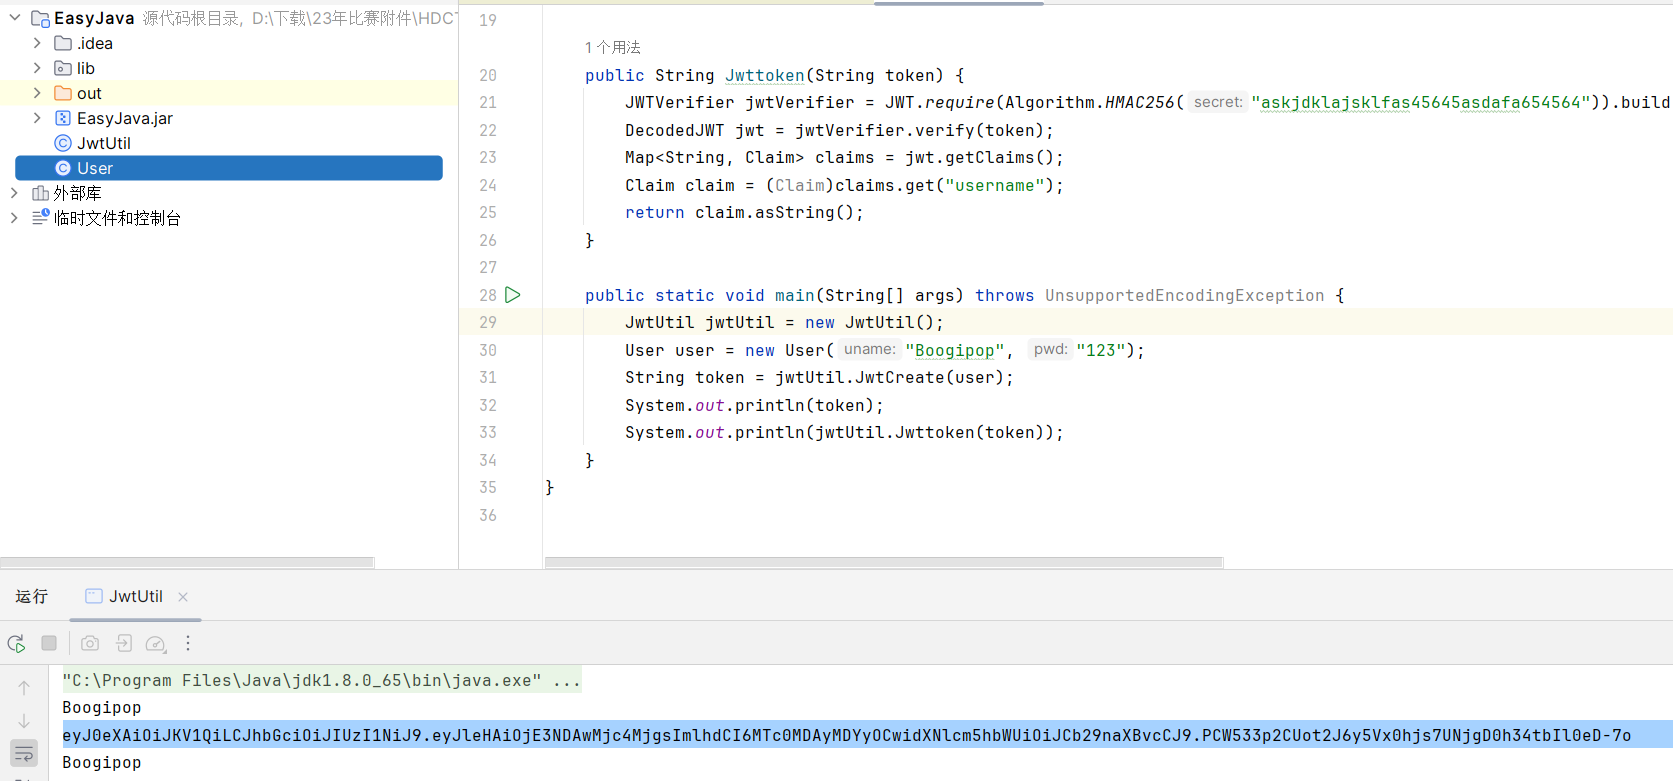 EasyJava 源代码根目录, D:\下载\23年比赛附件\HDCT
.idea
lib
out
EasyJava.jar
JwtUtil
User
外部库
临时文件和控制台
19
1 个用法
20 public String Jwttoken(String token) {
21 JWTVerifier jwtVerifier = JWT.require(Algorithm.HMAC256( secret: "askjdklajsklfas45645asdafa654564")).build
22 DecodedJWT jwt = jwtVerifier.verify(token);
23 Map<String, Claim> claims = jwt.getClaims();
24 Claim claim = (Claim)claims.get("username");
25 return claim.asString();
26 }
27
28 public static void main(String[] args) throws UnsupportedEncodingException {
29 JwtUtil jwtUtil = new JwtUtil();
30 User user = new User( uname: "Boogipop", pwd: "123");
31 String token = jwtUtil.JwtCreate(user);
32 System.out.println(token);
33 System.out.println(jwtUtil.Jwttoken(token));
34 }
35 }
36
运行 JwtUtil
"C:\Program Files\Java\jdk1.8.0_65\bin\java.exe" ...
Boogipop
eyJ0eXAiOiJKV1QiLCJhbGciOiJIUzI1NiJ9.eyJleHAiOjE3NDAwMjc4MjgsImlhdCI6MTc0MDAyMDYyOCwidXNlcm5hbWUiOiJCb29naXBvcCJ9.PCW533p2CUot2J6y5Vx0hjs7UNjgD0h34tbIl0eD-7o
Boogipop